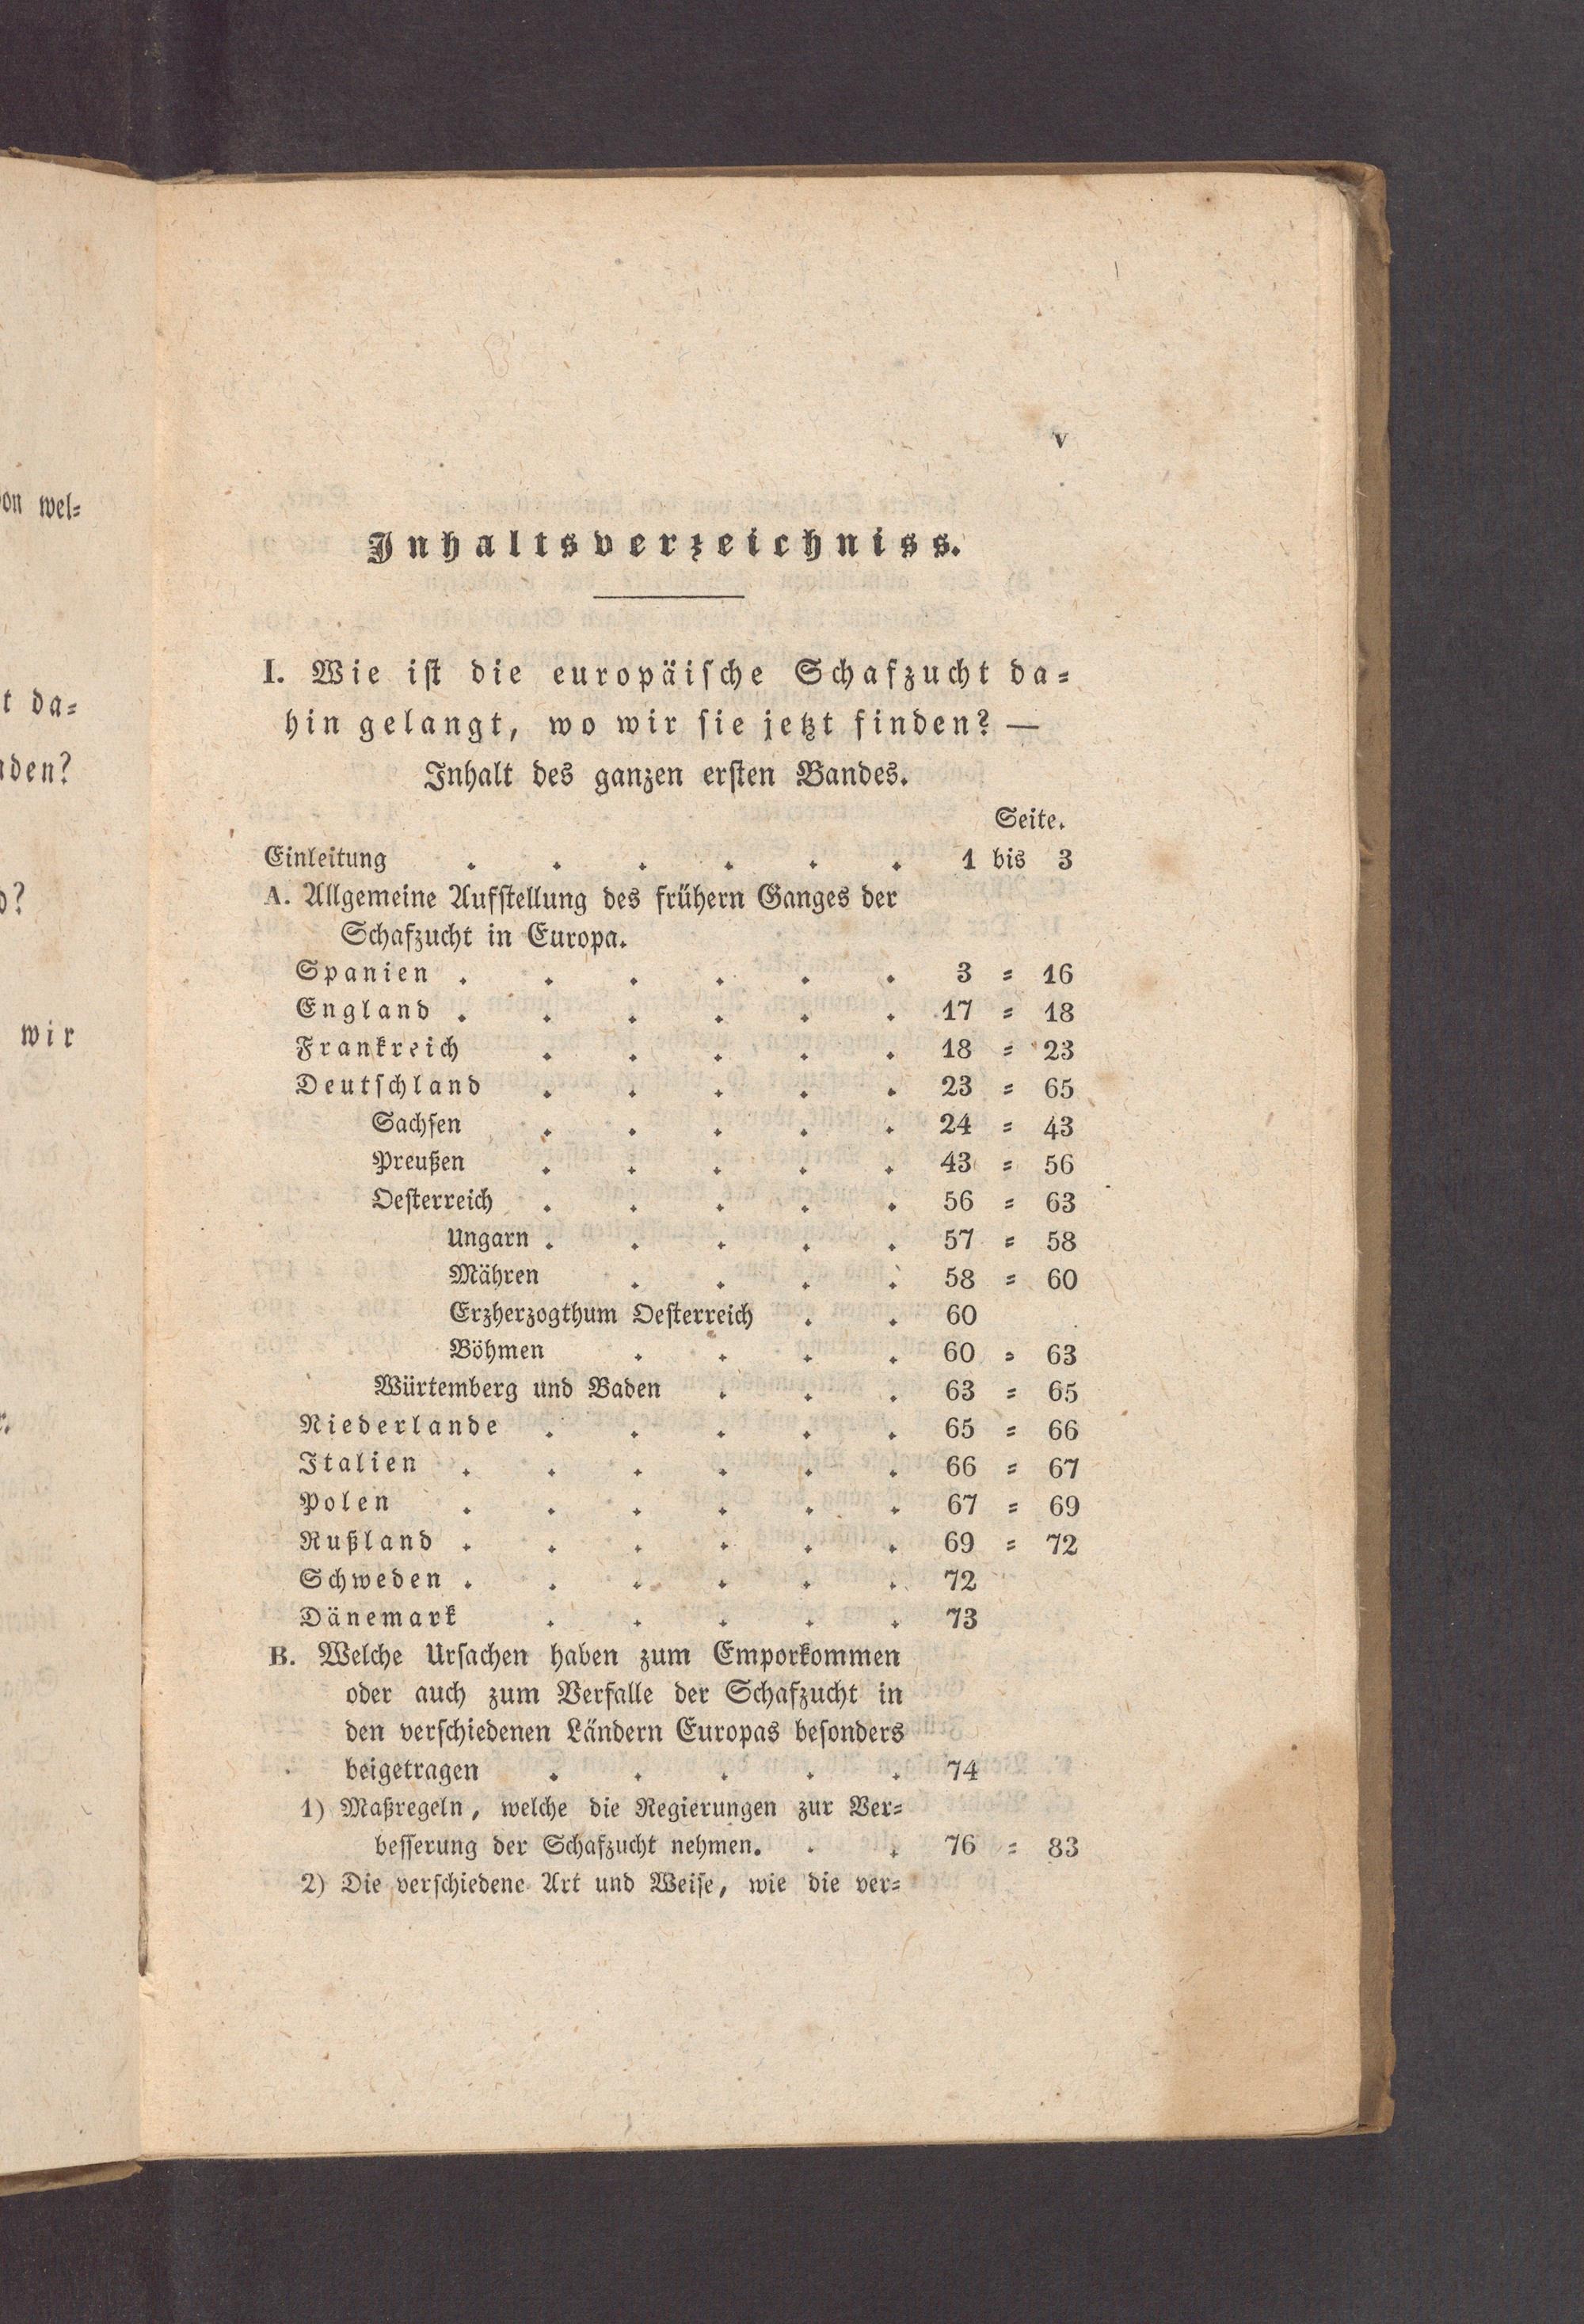 on wel=
t da=
nden?
d?
wir
r.
V
Inhaltsverzeichniss.
I. Wie ist die europäische Schafzucht da=
hin gelangt, wo wir sie jetzt finden? —
Inhalt des ganzen ersten Bandes.
Seite.
Einleitung . . . . . . 1 bis 3
A. Allgemeine Aufstellung des frühern Ganges der
Schafzucht in Europa.
Spanien . . . . . . 3 = 16
England . . . . . . 17 = 18
Frankreich . . . . . 18 = 23
Deutschland . . . . . 23 = 65
Sachsen . . . . . 24 = 43
Preußen . . . . . 43 = 56
Oesterreich . . . . . 56 = 63
Ungarn . . . . . 57 = 58
Mähren . . . . 58 = 60
Erzherzogthum Oesterreich . . 60
Böhmen . . . . 60 = 63
Würtemberg und Baden . . . 63 = 65
Niederlande . . . . . 65 = 66
Italien . . . . . . 66 = 67
Polen . . . . . . 67 = 69
Rußland . . . . . . 69 = 72
Schweden . . . . . . 72
Dänemark . . . . . 73
B. Welche Ursachen haben zum Emporkommen
oder auch zum Verfalle der Schafzucht in
den verschiedenen Ländern Europas besonders
beigetragen . . . . . 74
1) Maßregeln, welche die Regierungen zur Ver=
besserung der Schafzucht nehmen. . . 76 = 83
2) Die verschiedene Art und Weise, wie die ver=